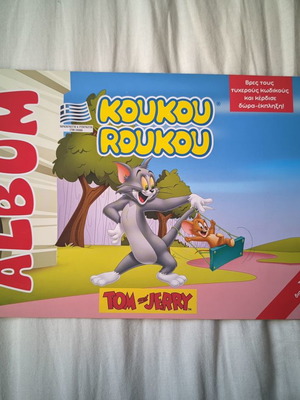 ALBUM
KOUKOU
ROUKOU
Βρες τους
τυχερούς κωδικούς
και κέρδισε
δώρα-έκπληξη!
TOM AND JERRY